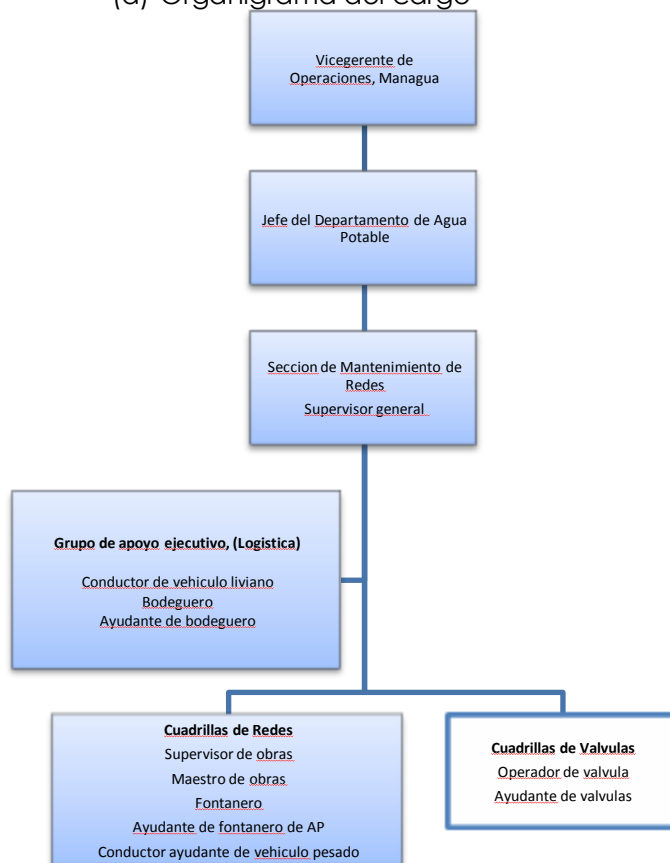 (d) Organigrama del cargo
Vicegerente de
Operaciones, Managua
Jefe del Departamento de Agua
Potable
Seccion de Mantenimiento de
Redes
Supervisor general
Grupo de apoyo ejecutivo, (Logistica)
Conductor de vehiculo liviano
Bodeguero
Ayudante de bodeguero
Cuadrillas de Redes
Supervisor de obras
Maestro de obras
Fontanero
Ayudante de fontanero de AP
Conductor ayudante de vehiculo pesado
Cuadrillas de Valvulas
Operador de valvula
Ayudante de valvulas